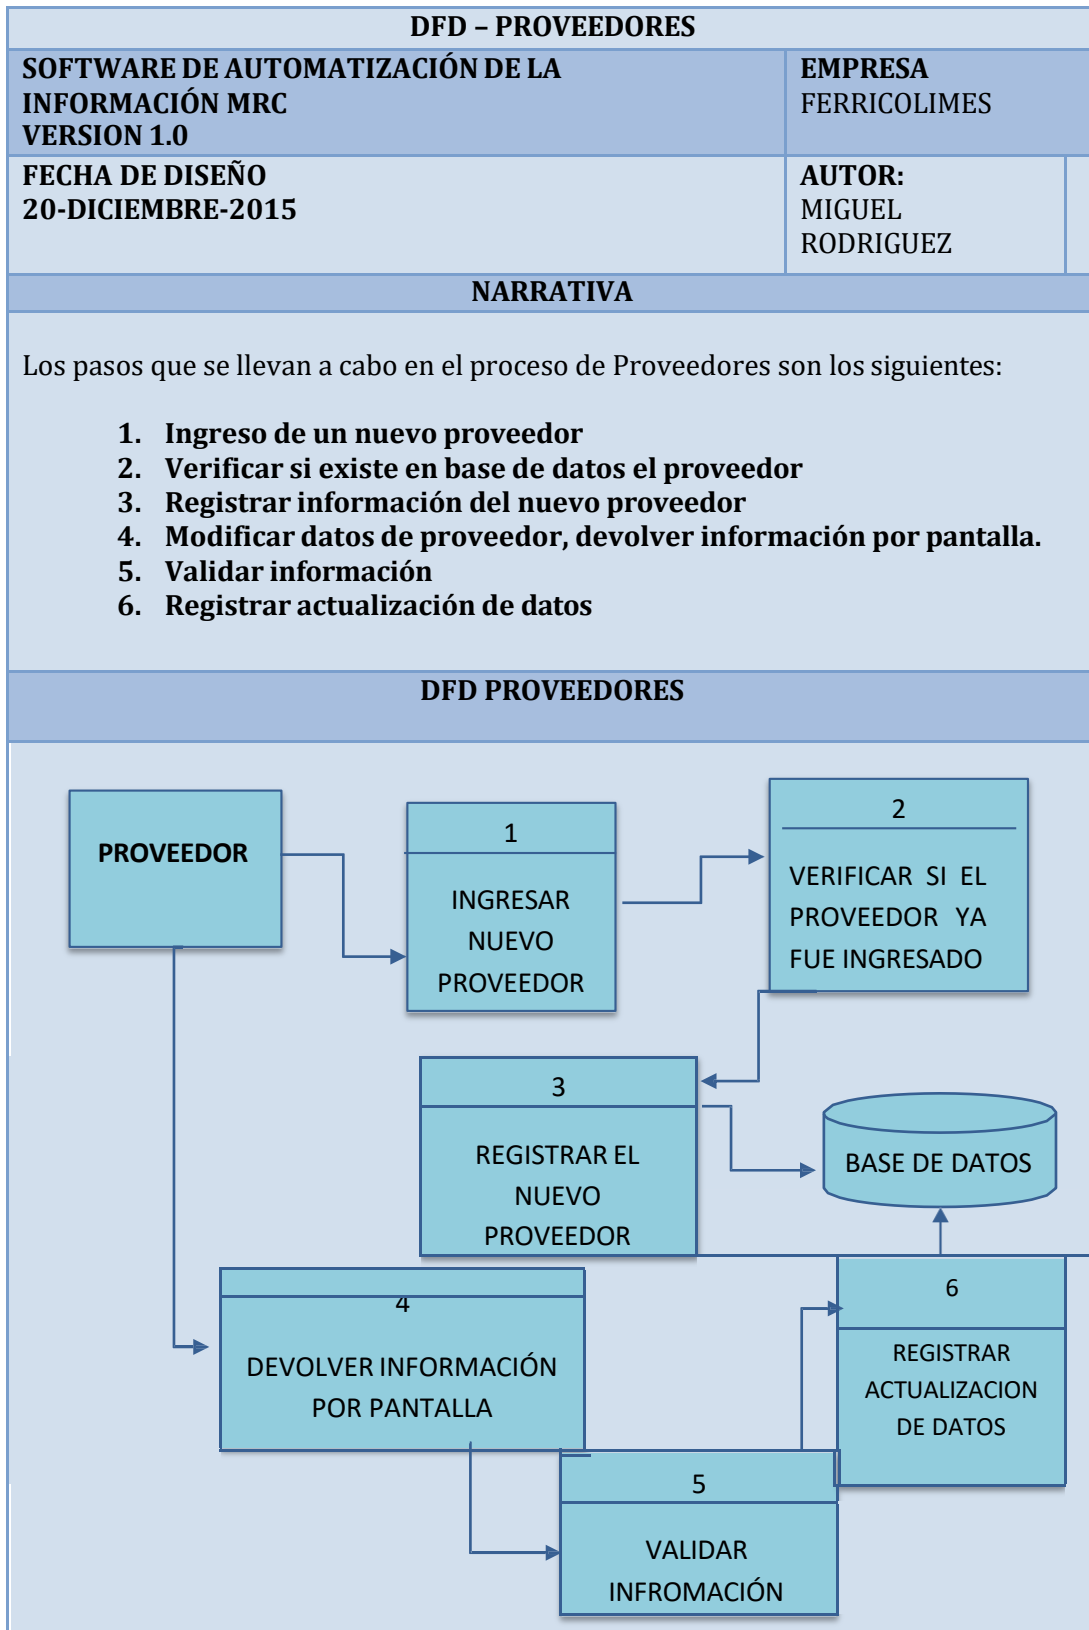 DFD – PROVEEDORES
SOFTWARE DE AUTOMATIZACIÓN DE LA
INFORMACIÓN MRC
VERSION 1.0
EMPRESA
FERRICOLIMES
FECHA DE DISEÑO
20-DICIEMBRE-2015
AUTOR:
MIGUEL
RODRIGUEZ
NARRATIVA
Los pasos que se llevan a cabo en el proceso de Proveedores son los siguientes:
1. Ingreso de un nuevo proveedor
2. Verificar si existe en base de datos el proveedor
3. Registrar información del nuevo proveedor
4. Modificar datos de proveedor, devolver información por pantalla.
5. Validar información
6. Registrar actualización de datos
DFD PROVEEDORES
PROVEEDOR
1
INGRESAR
NUEVO
PROVEEDOR
2
VERIFICAR SI EL
PROVEEDOR YA
FUE INGRESADO
3
REGISTRAR EL
NUEVO
PROVEEDOR
BASE DE DATOS
4
DEVOLVER INFORMACIÓN
POR PANTALLA
6
REGISTRAR
ACTUALIZACION
DE DATOS
5
VALIDAR
INFROMACIÓN